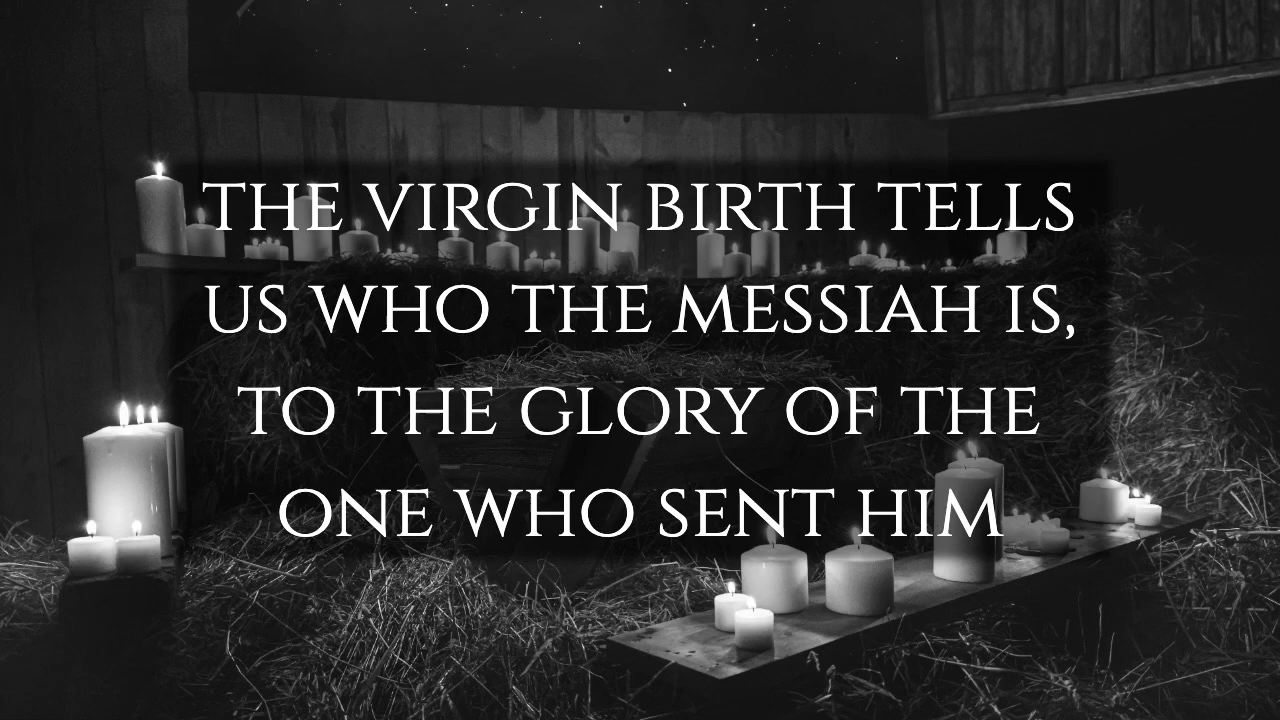 THE VIRGIN BIRTH TELLS
US WHO THE MESSIAH IS,
TO THE GLORY OF THE
ONE WHO SENT HIM